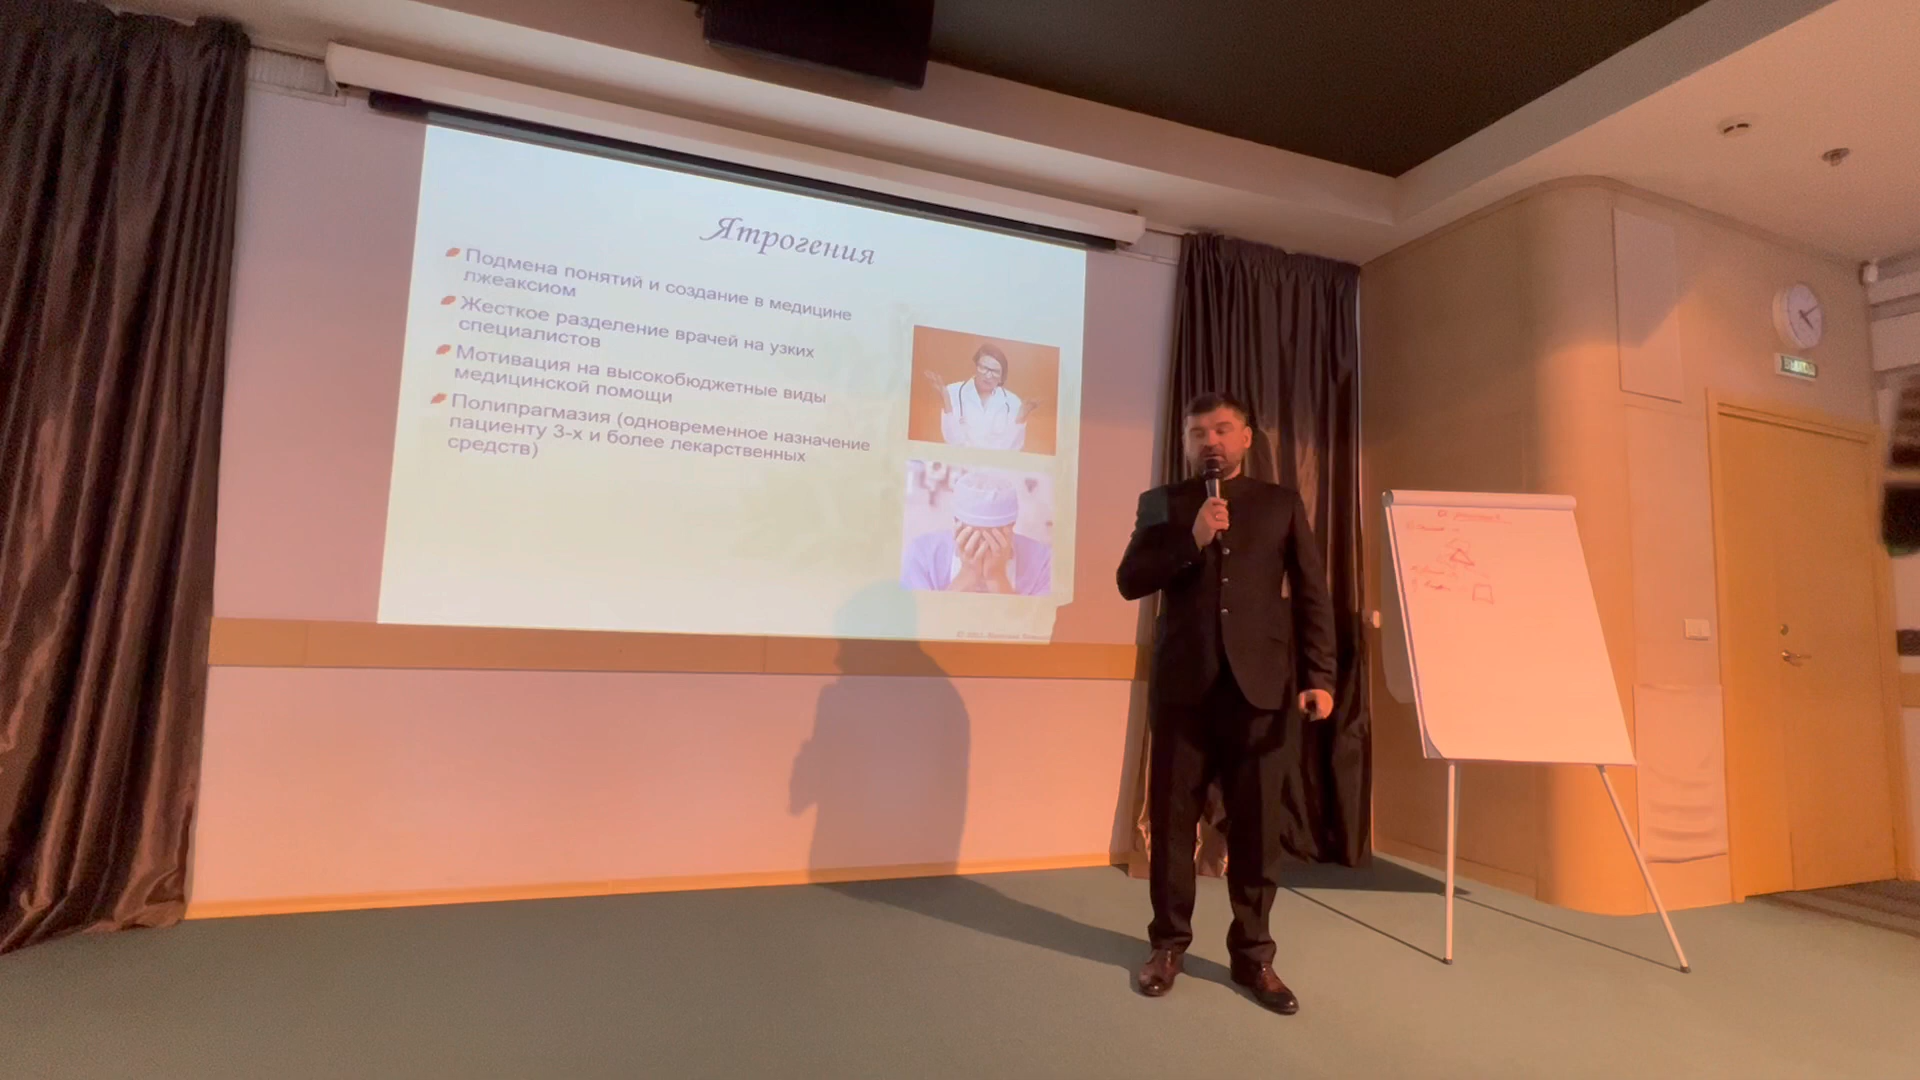 Ятрогения
Подмена понятий и создание в медицине
лжеаксиом
Жесткое разделение врачей на узких
специалистов
Мотивация на высокобюджетные виды
медицинской помощи
Полипрагмазия (одновременное назначение
пациенту 3-х и более лекарственных
средств)
ВЫХОД